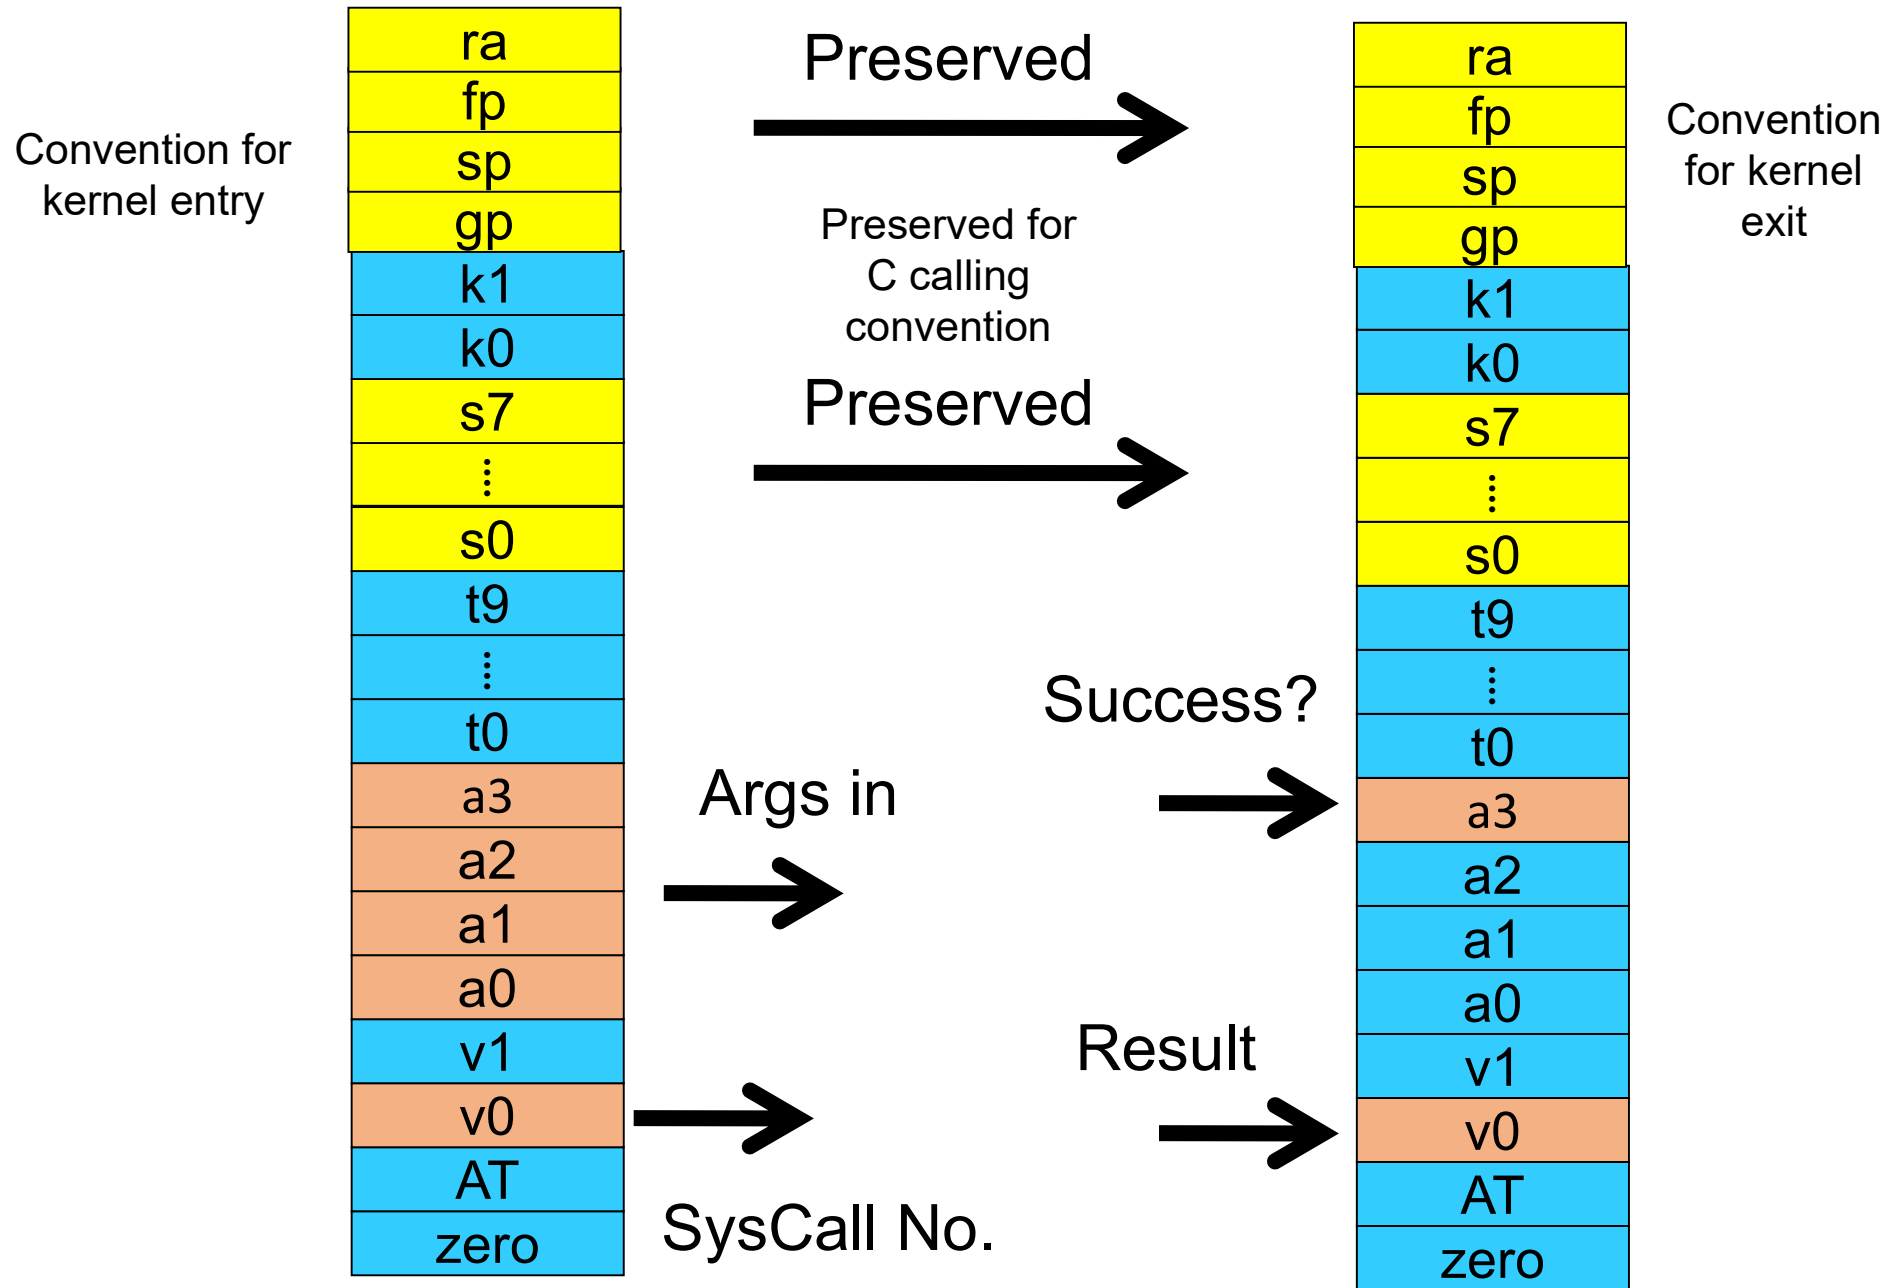 Convention for
kernel entry
ra
fp
sp
gp
k1
k0
s7
....
s0
t9
....
t0
a3
a2
a1
a0
v1
v0
AT
zero
Preserved
Preserved for
C calling
convention
Preserved
Args in
SysCall No.
Success?
Result
ra
fp
sp
gp
k1
k0
s7
....
s0
t9
....
t0
a3
a2
a1
a0
v1
v0
AT
zero
Convention
for kernel
exit